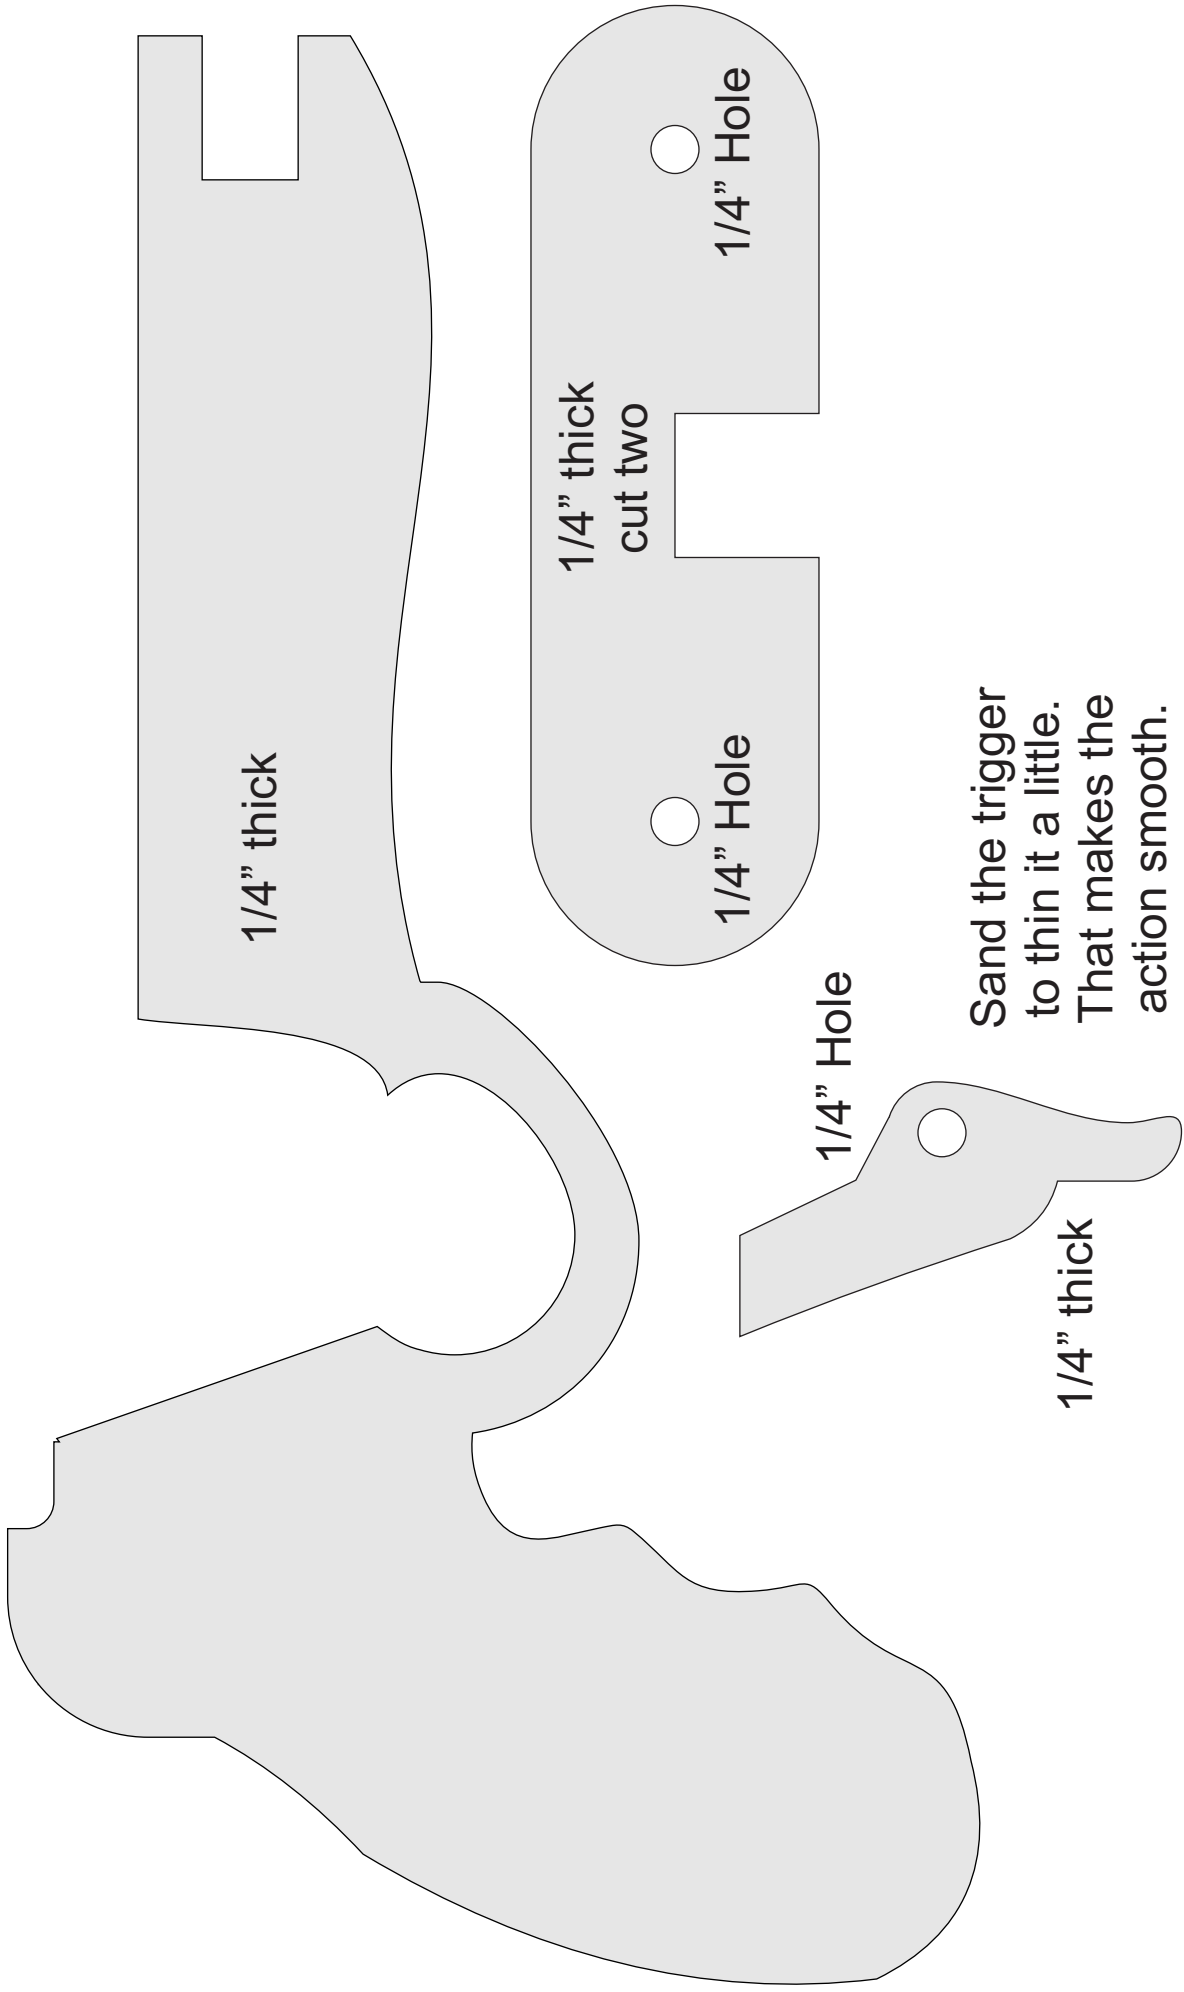 1/4” thick
1/4” thick
cut two
1/4” Hole
1/4” Hole
1/4” Hole
1/4” thick
Sand the trigger
to thin it a little.
That makes the
action smooth.